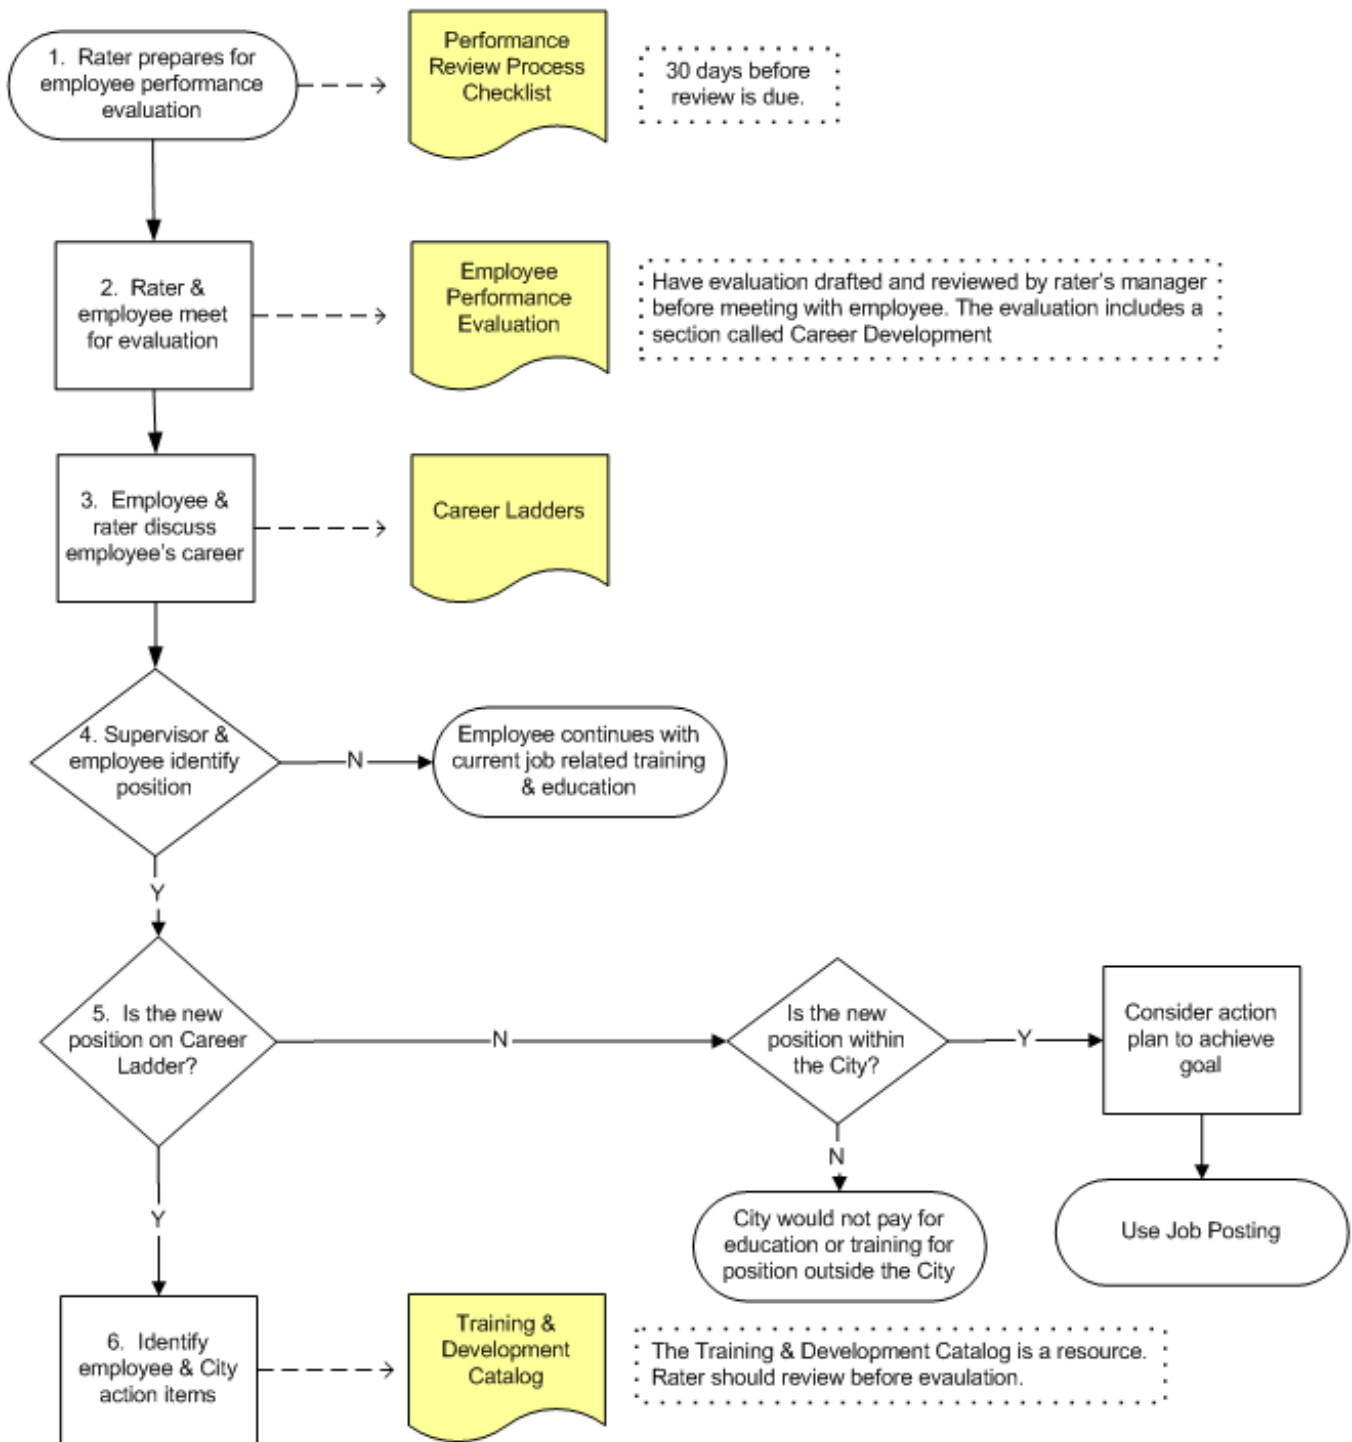 1. Rater prepares for
employee performance
evaluation
Performance
Review Process
Checklist
30 days before
review is due.
2. Rater &
employee meet
for evaluation
Employee
Performance
Evaluation
Have evaluation drafted and reviewed by rater's manager
before meeting with employee. The evaluation includes a
section called Career Development
3. Employee &
rater discuss
employee's career
Career Ladders
4. Supervisor &
employee identify
position
N
Employee continues with
current job related training
& education
Y
5. Is the new
position on Career
Ladder?
N
Is the new
position within
the City?
Y
Consider action
plan to achieve
goal
N
City would not pay for
education or training for
position outside the City
Use Job Posting
Y
6. Identify
employee & City
action items
Training &
Development
Catalog
The Training & Development Catalog is a resource.
Rater should review before evaulation.